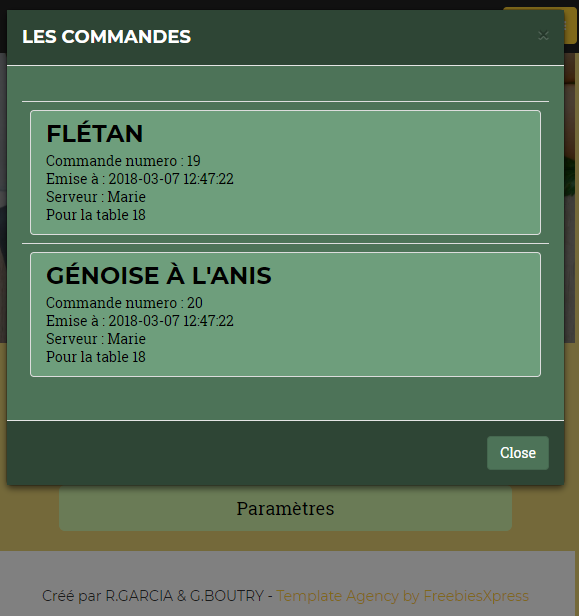 LES COMMANDES
×
FLÉTAN
Commande numero : 19
Emise à : 2018-03-07 12:47:22
Serveur : Marie
Pour la table 18
GÉNOISE À L'ANIS
Commande numero : 20
Emise à : 2018-03-07 12:47:22
Serveur : Marie
Pour la table 18
Close
Paramètres
Créé par R.GARCIA & G.BOUTRY - Template Agency by FreebiesXpress